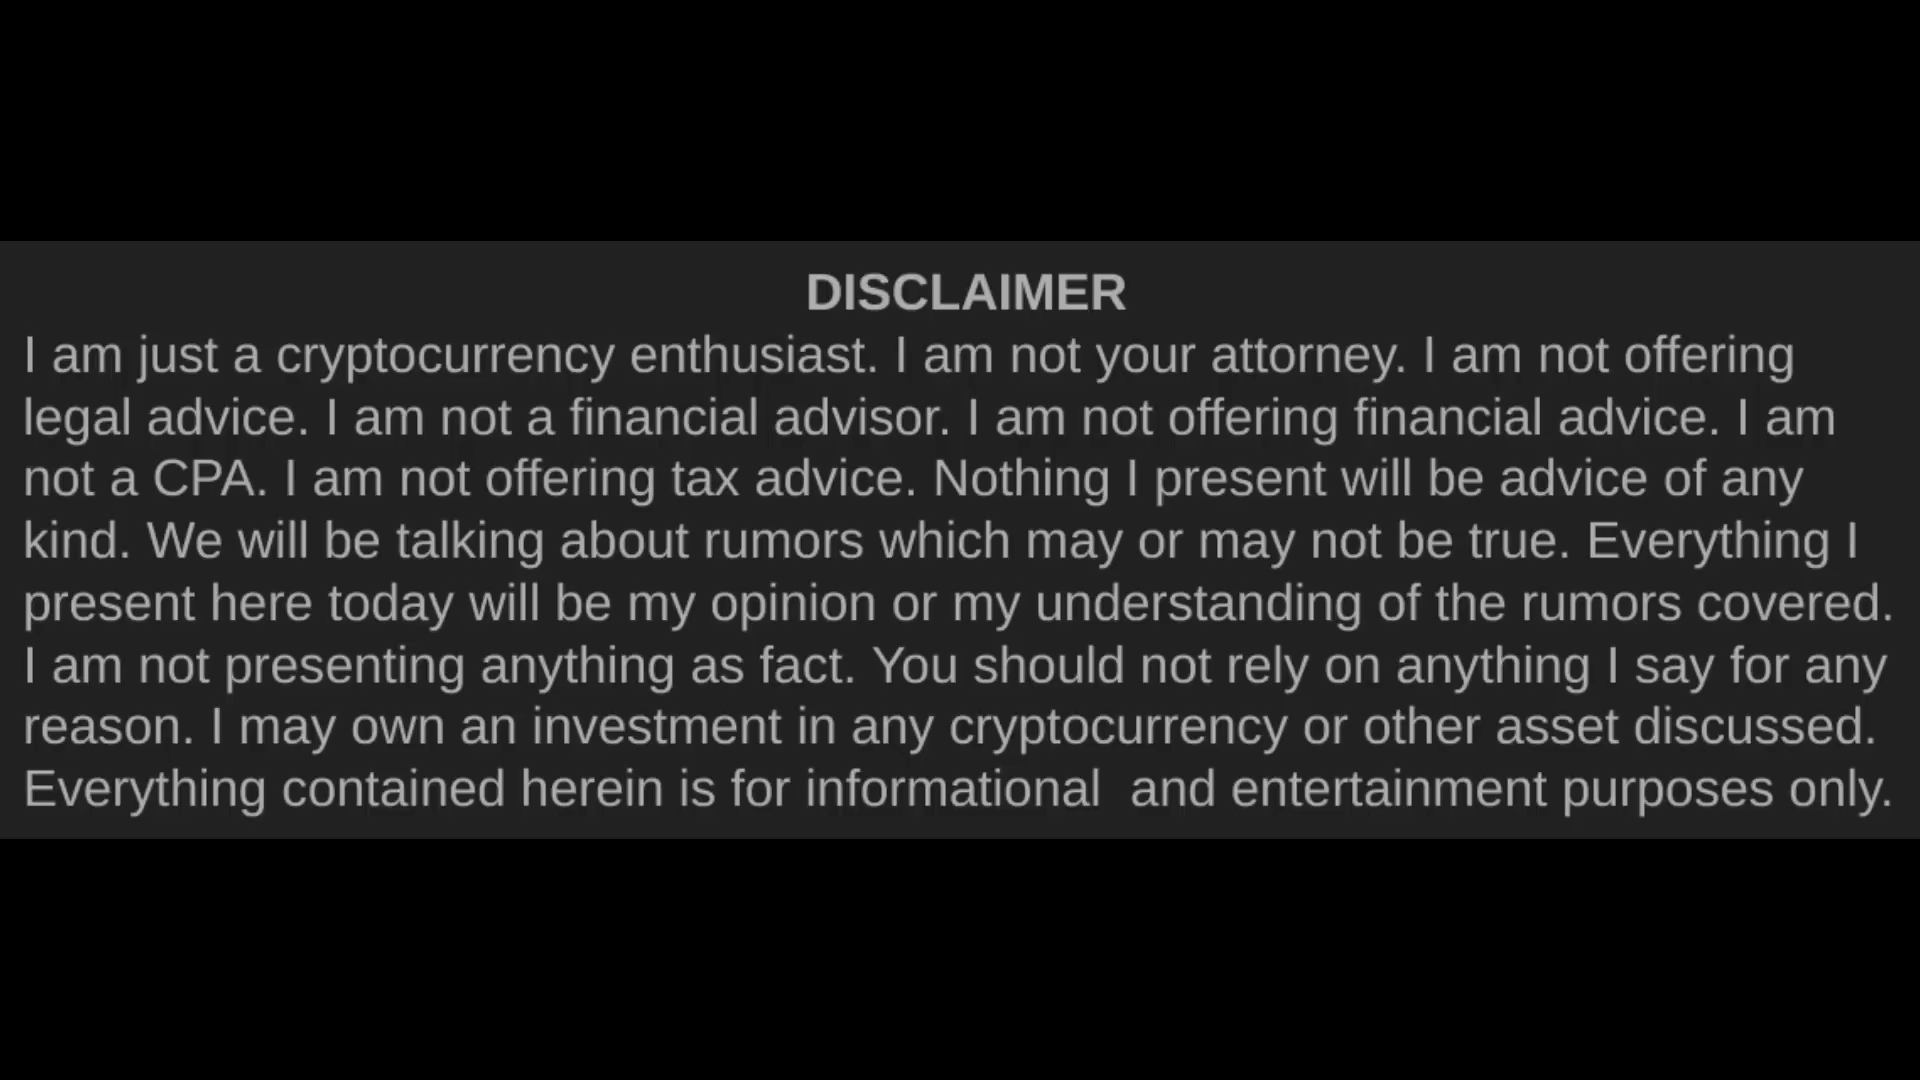 DISCLAIMER
I am just a cryptocurrency enthusiast. I am not your attorney. I am not offering
legal advice. I am not a financial advisor. I am not offering financial advice. I am
not a CPA. I am not offering tax advice. Nothing I present will be advice of any
kind. We will be talking about rumors which may or may not be true. Everything I
present here today will be my opinion or my understanding of the rumors covered.
I am not presenting anything as fact. You should not rely on anything I say for any
reason. I may own an investment in any cryptocurrency or other asset discussed.
Everything contained herein is for informational  and entertainment purposes only.